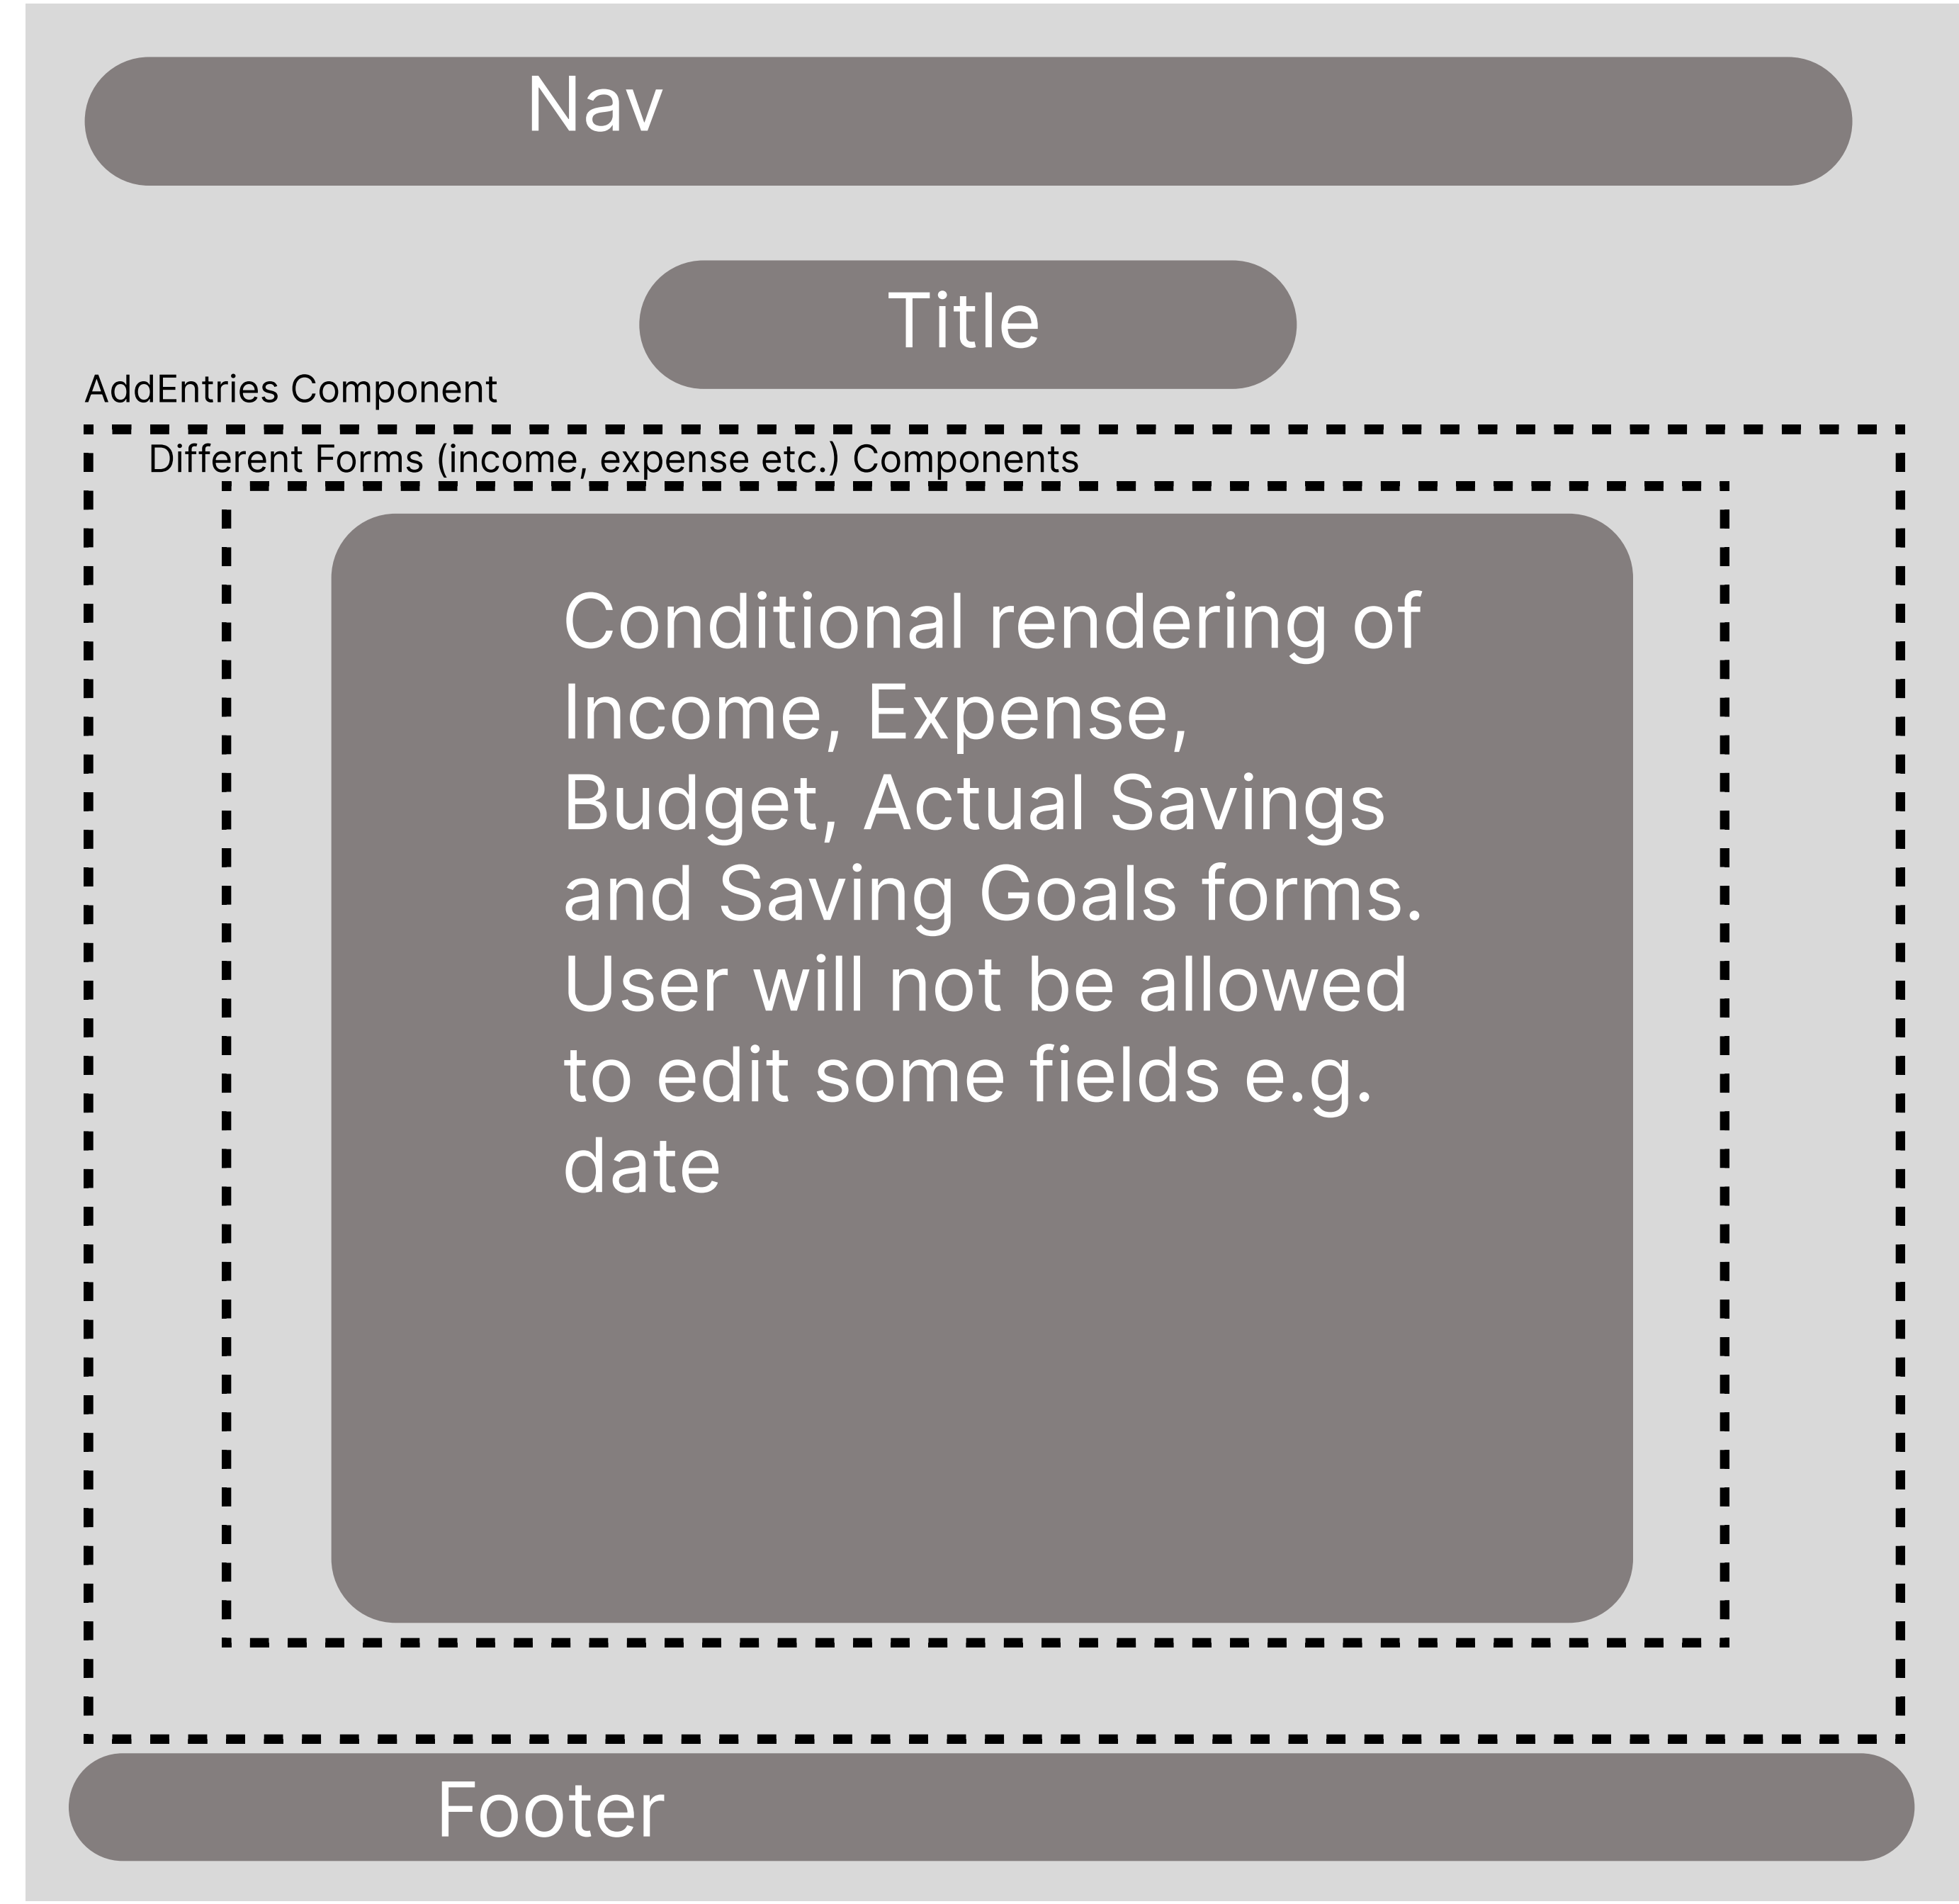 Nav
Title
AddEntries Component
Different Forms (income, expense etc.) Components
Conditional rendering of
Income, Expense,
Budget, Actual Savings
and Saving Goals forms.
User will not be allowed
to edit some fields e.g.
date
Footer